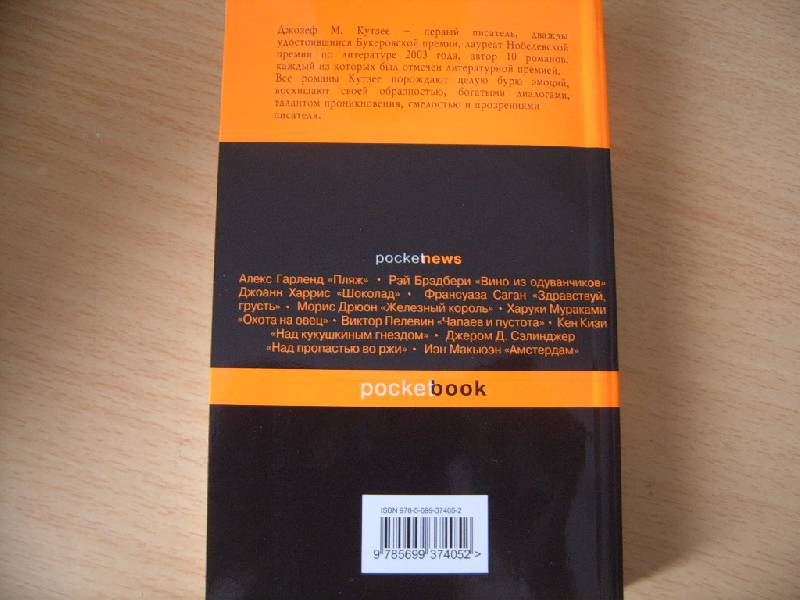 Джозеф М. Кутзее – первый писатель, дважды
удостоившийся Букеровской премии, лауреат Нобелевской
премии по литературе 2003 года, автор 10 романов,
каждый из которых был отмечен литературной премией.
Все романы Кутзее порождают целую бурю эмоций,
восхищают своей образностью, богатыми диалогами,
талантом проникновения, смелостью и прозрениями
писателя.
pocketnews
Алекс Гарленд «Пляж» • Рэй Брэдбери «Вино из одуванчиков»
Джоанн Харрис «Шоколад» • Франсуаза Саган «Здравствуй,
грусть» • Морис Дрюон «Железный король» • Харуки Мураками
«Охота на овец» • Виктор Пелевин «Чапаев и пустота» • Кен Кизи
«Над кукушкиным гнездом» • Джером Д. Сэлинджер
«Над пропастью во ржи» • Иэн Макьюэн «Амстердам»
pocketbook
ISBN
9 785699 374052 >